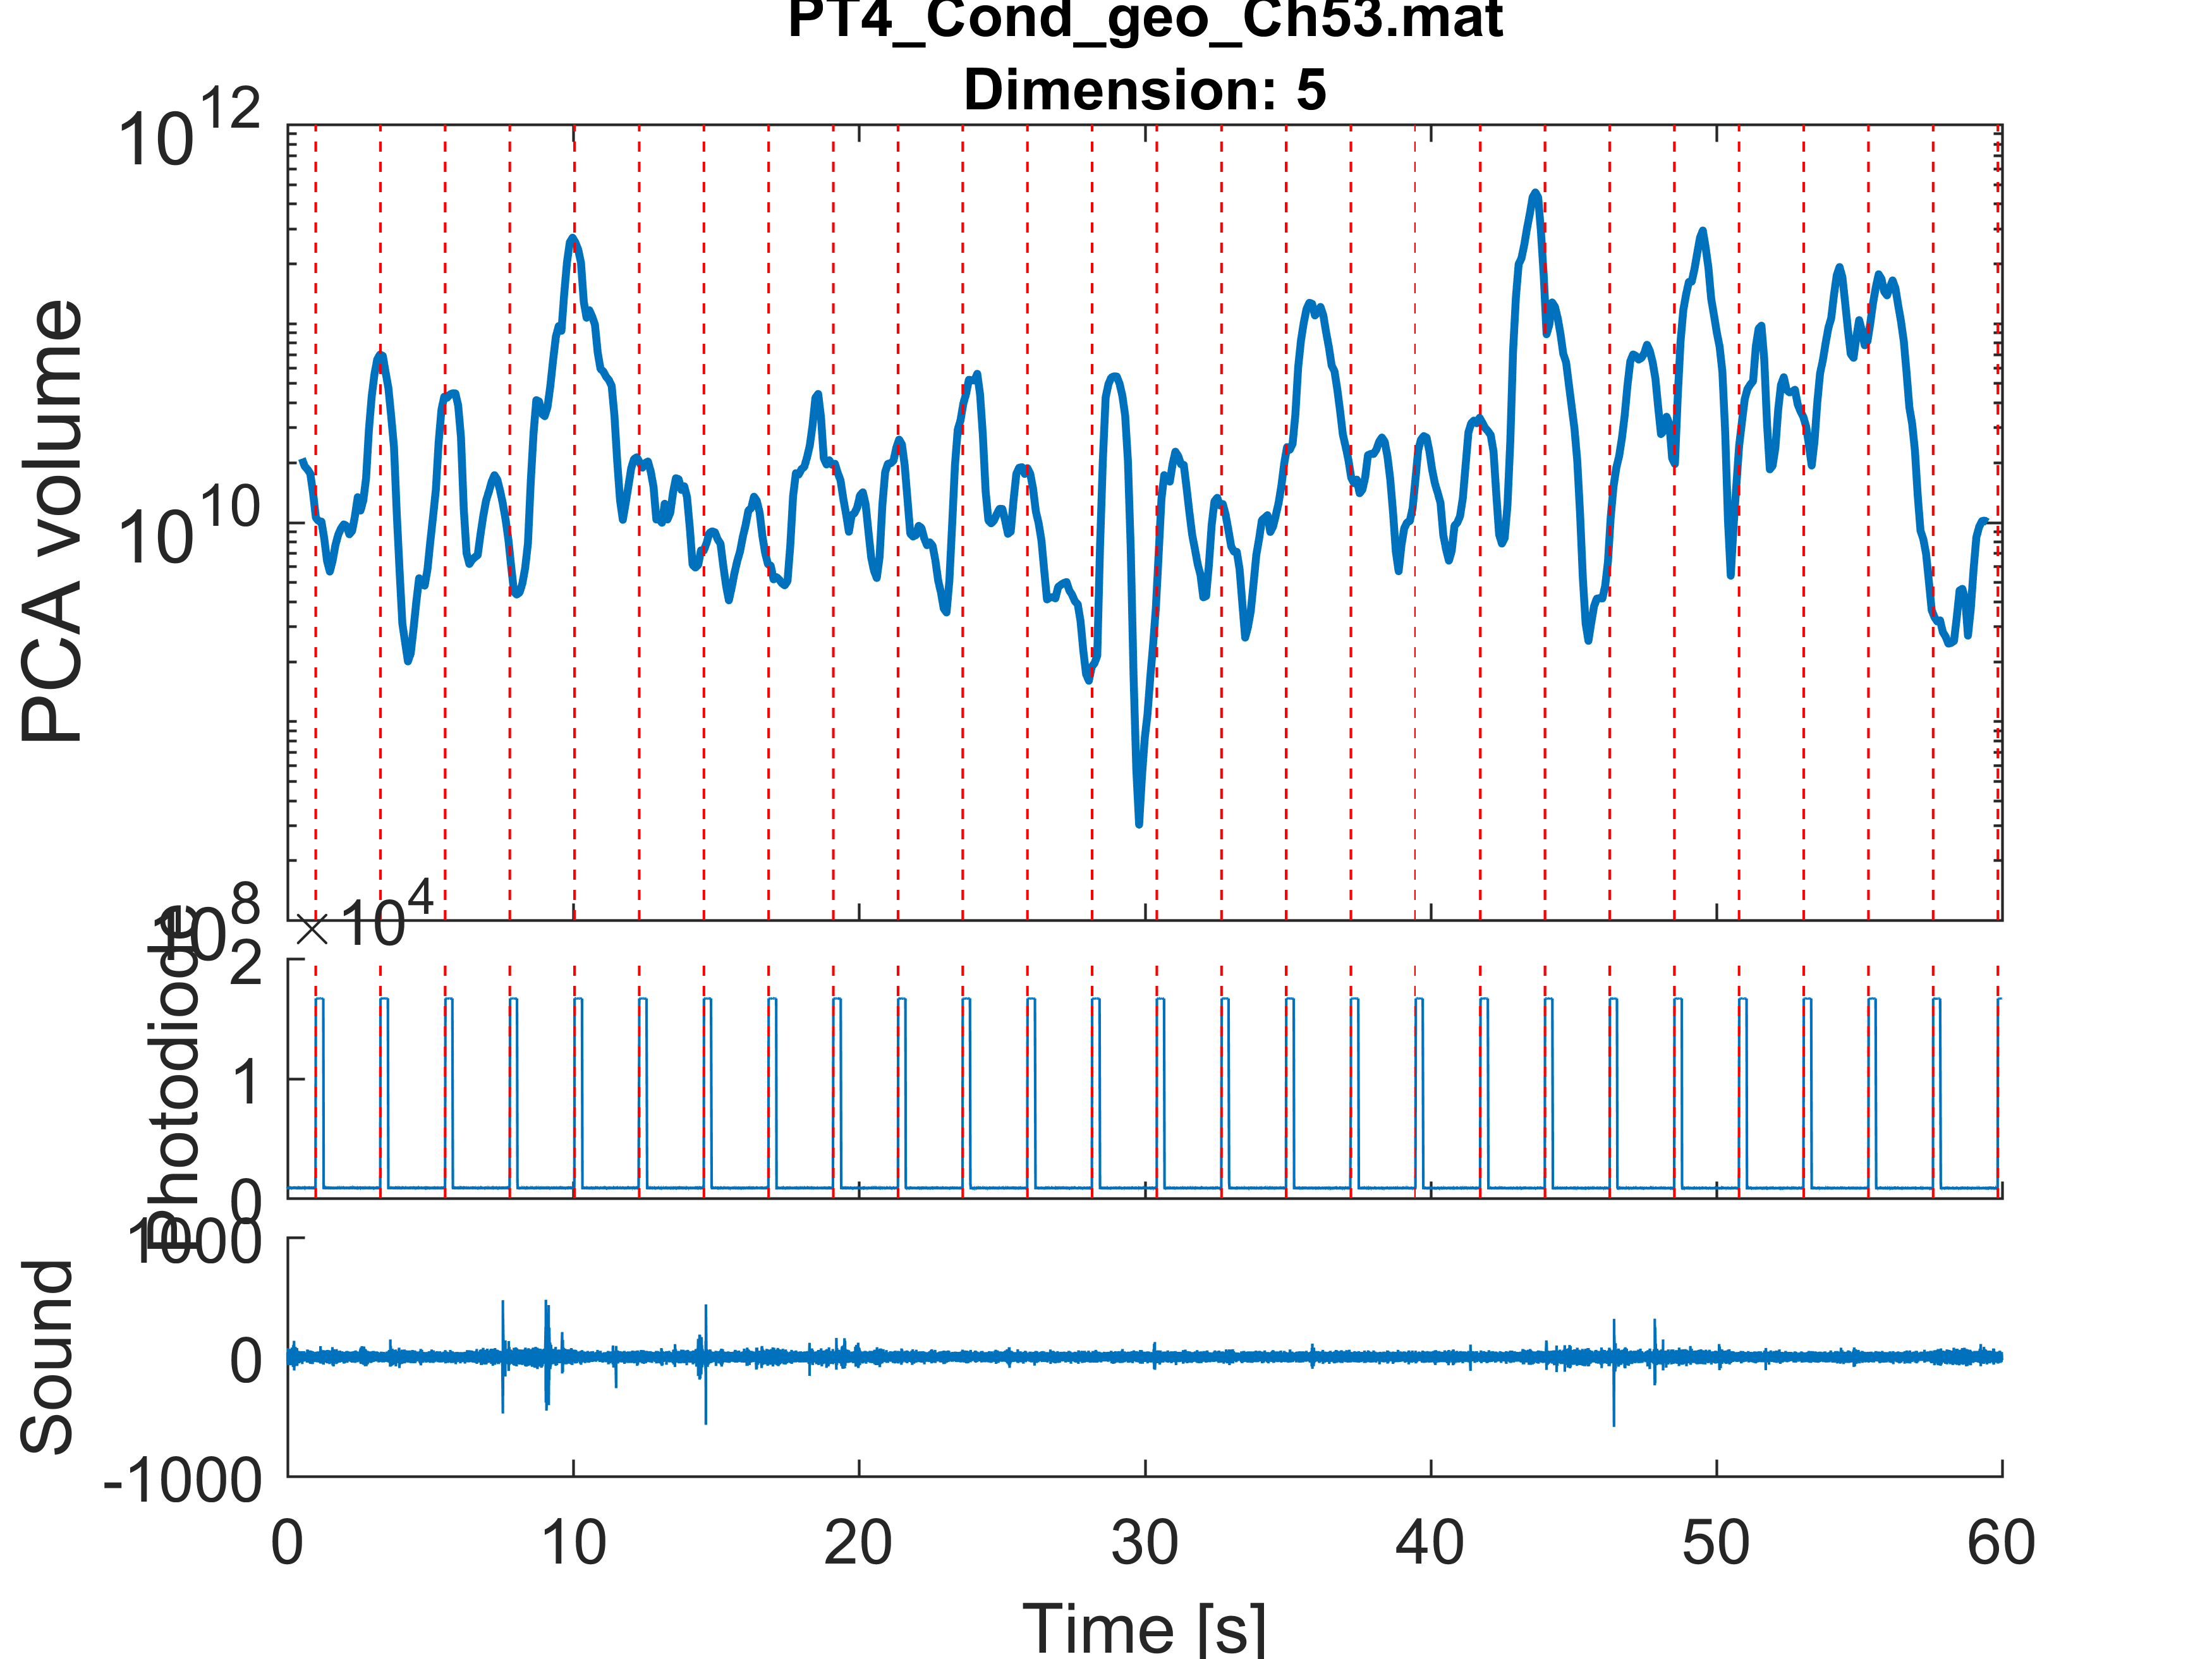 PT4_Cond_geo_Ch53.mat
Dimension: 5
10^12
10^10
10^8
PCA volume
×10^4
2
1
0
Photodiode
1000
0
-1000
Sound
0 10 20 30 40 50 60
Time [s]